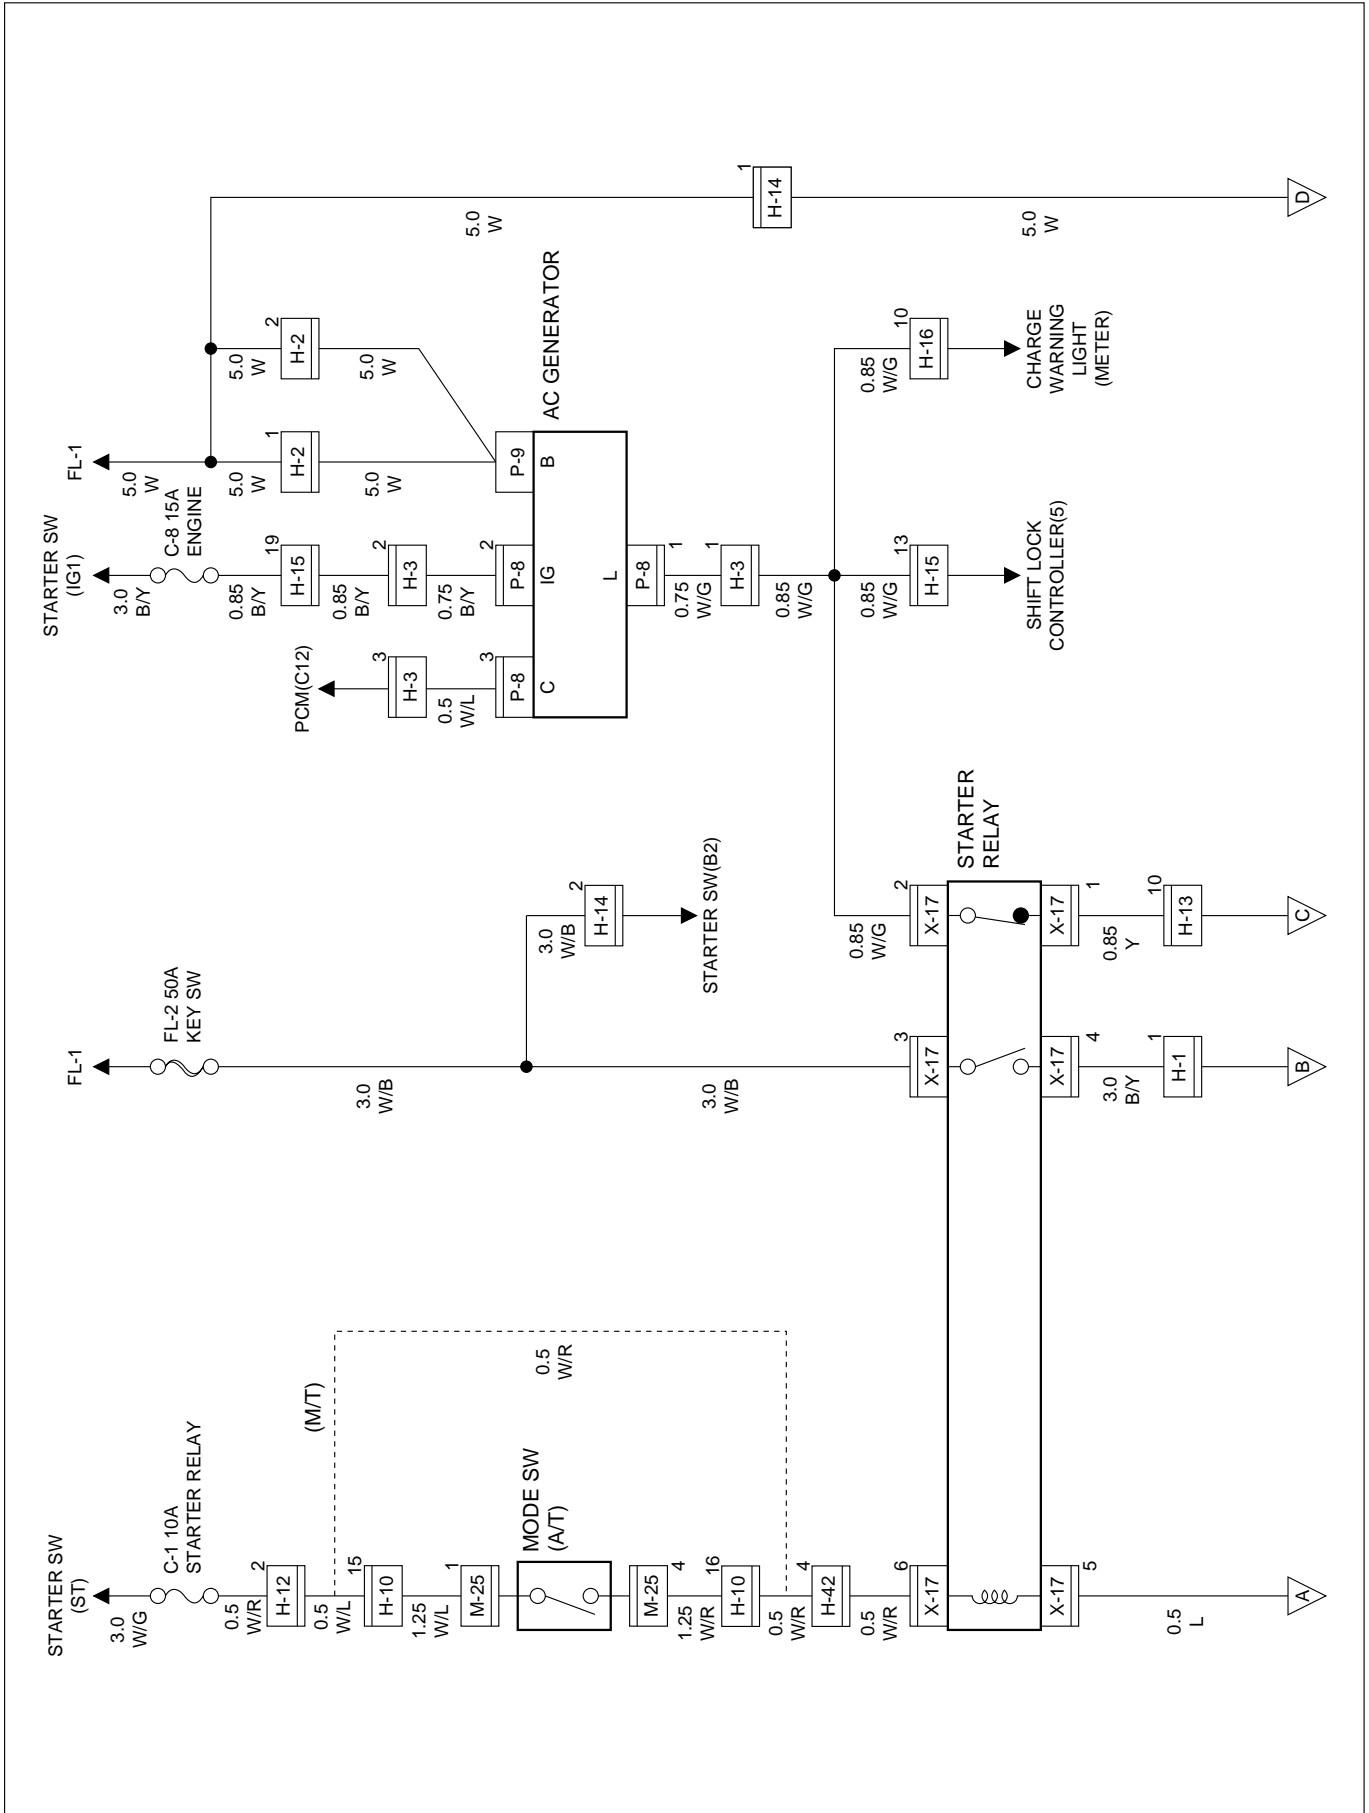 STARTER SW
(ST)
3.0
W/G
C-1 10A
STARTER RELAY
0.5
W/R
2
H-12
0.5
W/L
(M/T)
0.5
W/R
15
H-10
1.25
W/L
1
M-25
MODE SW
(A/T)
M-25
4
1.25
W/R
16
H-10
0.5
W/R
4
H-42
0.5
W/R
6
X-17
X-17
5
0.5
L
A
FL-1
FL-2 50A
KEY SW
3.0
W/B
3.0
W/B
2
H-14
STARTER SW(B2)
3.0
W/B
3
X-17
X-17
4
3.0
B/Y
1
H-1
B
0.85
W/G
2
X-17
STARTER
RELAY
X-17
1
0.85
Y
10
H-13
C
PCM(C12)
3
H-3
0.5
W/L
3
P-8
C
STARTER SW
(IG1)
3.0
B/Y
C-8 15A
ENGINE
0.85
B/Y
19
H-15
0.85
B/Y
2
H-3
0.75
B/Y
2
P-8
IG
FL-1
5.0
W
5.0
W
1
H-2
5.0
W
P-9
B
5.0
W
2
H-2
5.0
W
AC GENERATOR
L
P-8
1
0.75
W/G
1
H-3
0.85
W/G
0.85
W/G
13
H-15
SHIFT LOCK
CONTROLLER(5)
0.85
W/G
10
H-16
CHARGE
WARNING
LIGHT
(METER)
5.0
W
1
H-14
5.0
W
D